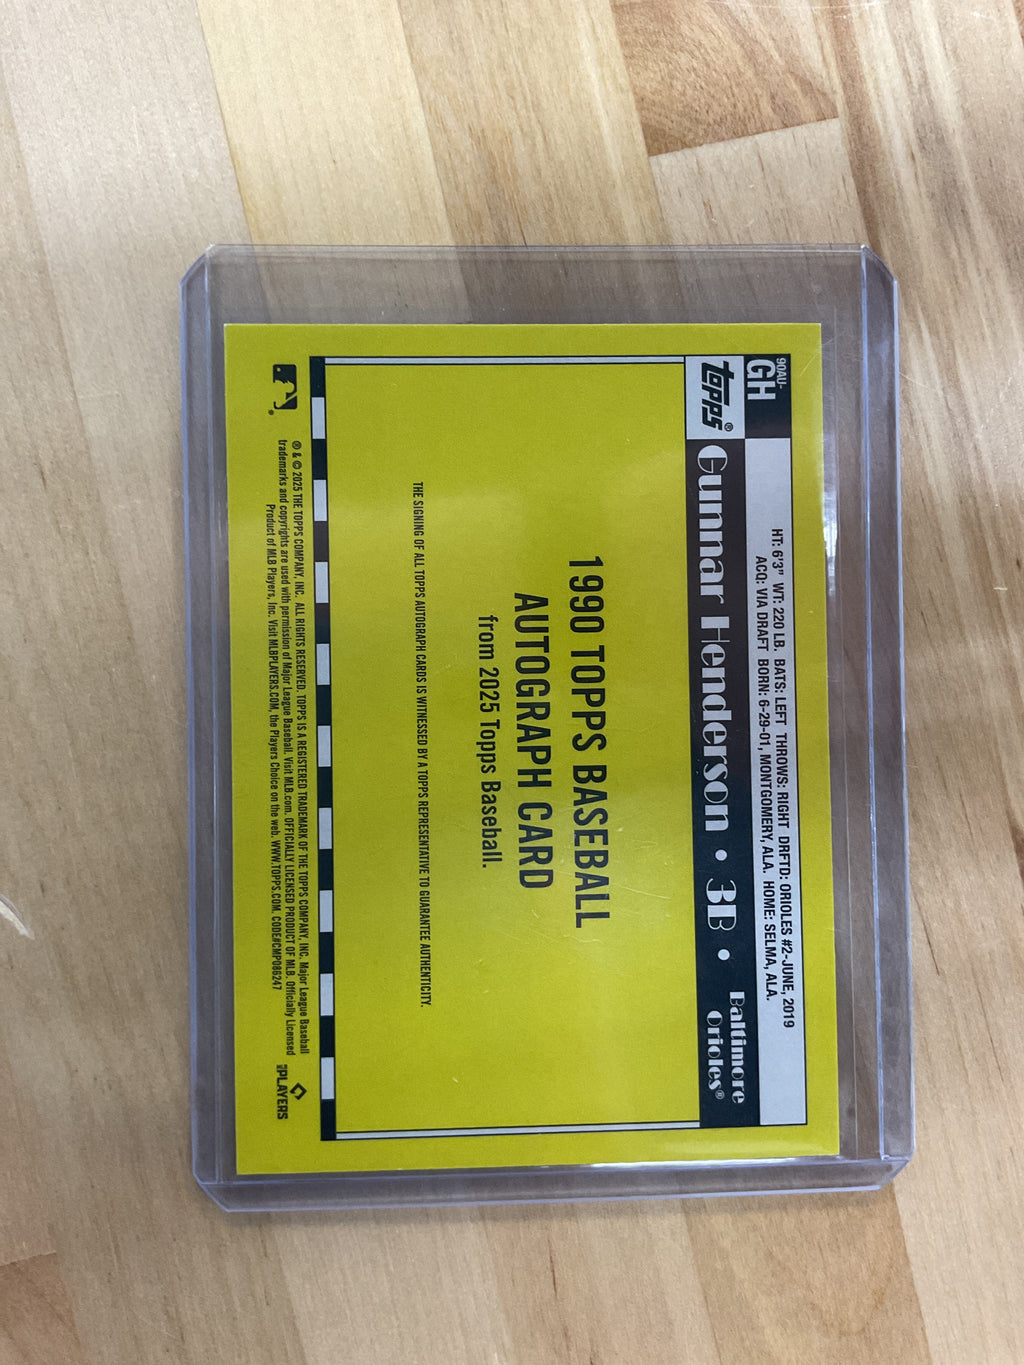 90AU-
GH
HT: 6'3" WT: 220 LB. BATS: LEFT THROWS: RIGHT DRFTD: ORIOLES #2-JUNE, 2019
ACQ: VIA DRAFT BORN: 6-29-01, MONTGOMERY, ALA. HOME: SELMA, ALA.
topps® Gunnar Henderson • 3B • Baltimore
Orioles®
1990 TOPPS BASEBALL
AUTOGRAPH CARD
from 2025 Topps Baseball.
THE SIGNING OF ALL TOPPS AUTOGRAPH CARDS IS WITNESSED BY A TOPPS REPRESENTATIVE TO GUARANTEE AUTHENTICITY.
® & © 2025 THE TOPPS COMPANY, INC. ALL RIGHTS RESERVED. TOPPS IS A REGISTERED TRADEMARK OF THE TOPPS COMPANY, INC. Major League Baseball
trademarks and copyrights are used with permission of Major League Baseball. Visit MLB.com. OFFICIALLY LICENSED PRODUCT OF MLB. Officially Licensed
Product of MLB Players, Inc. Visit MLBPLAYERS.COM, the Players Choice on the web. WWW.TOPPS.COM. CODE#CMP086247
MLBPLAYERS